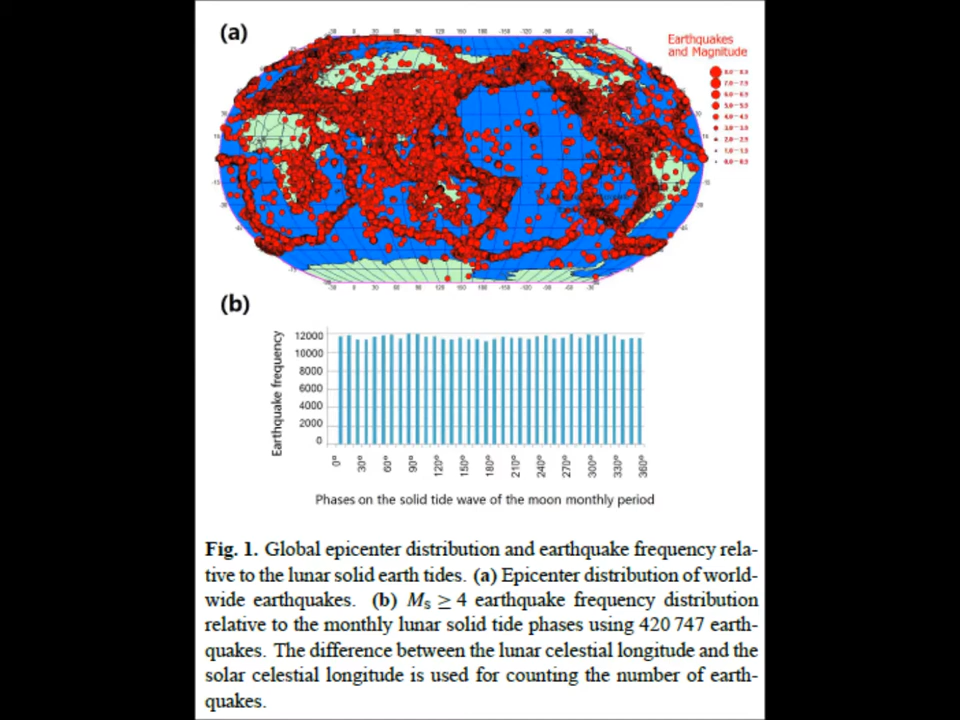 (a)
Earthquakes
and Magnitude
(b)
Earthquake frequency
12000
10000
8000
6000
4000
2000
0
0° 30° 60° 90° 120° 150° 180° 210° 240° 270° 300° 330° 360°
Phases on the solid tide wave of the moon monthly period
Fig. 1. Global epicenter distribution and earthquake frequency rela-
tive to the lunar solid earth tides. (a) Epicenter distribution of world-
wide earthquakes. (b) Ms ≥ 4 earthquake frequency distribution
relative to the monthly lunar solid tide phases using 420 747 earth-
quakes. The difference between the lunar celestial longitude and the
solar celestial longitude is used for counting the number of earth-
quakes.